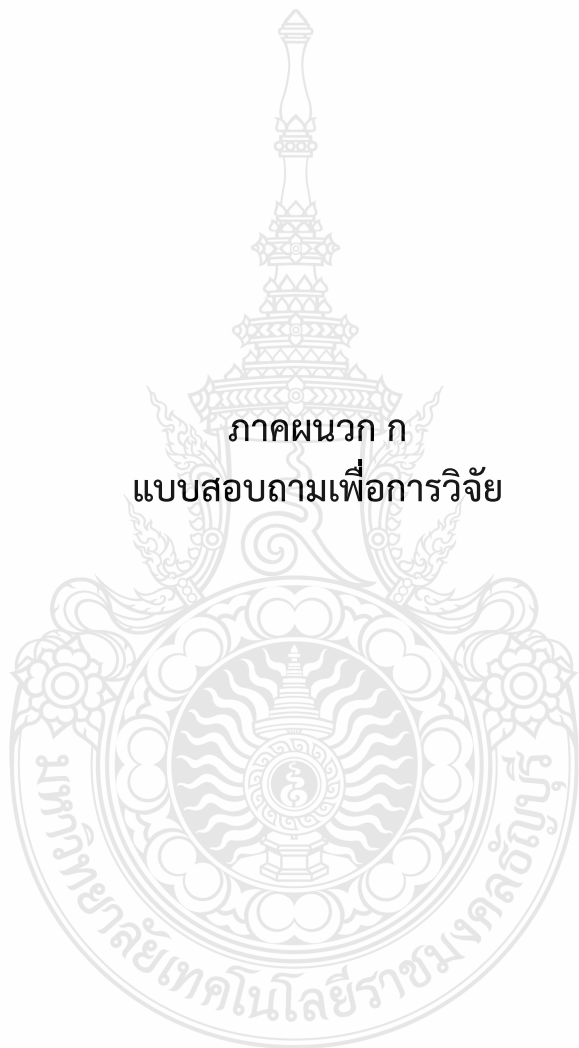 ภาคผนวก ก
แบบสอบถามเพื่อการวิจัย
มหาวิทยาลัยเทคโนโลยีราชมงคลธัญบุรี